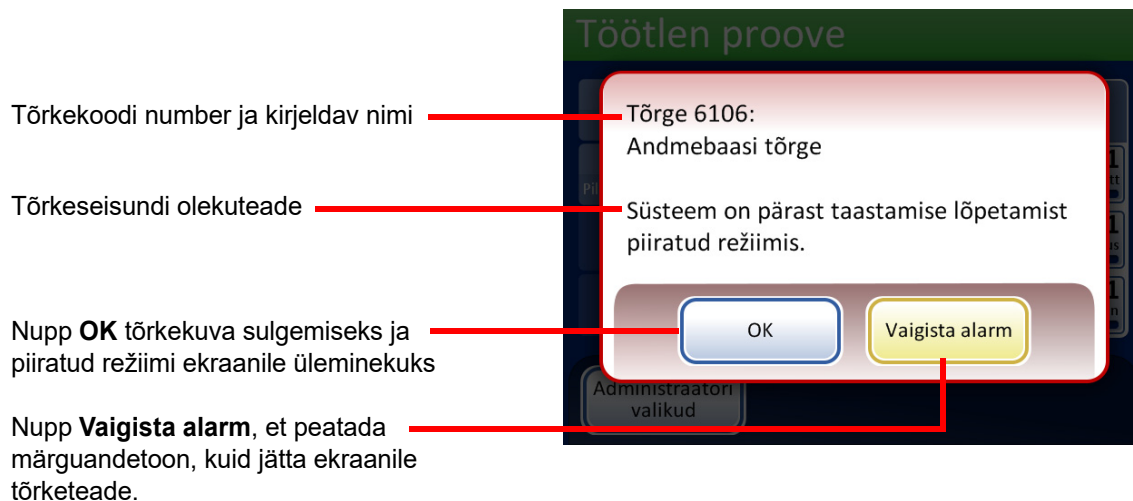 Töötlen proove
Tõrkekoodi number ja kirjeldav nimi
Tõrge 6106:
Andmebaasi tõrge
Tõrkeseisundi olekuteade
Süsteem on pärast taastamise lõpetamist
piiratud režiimis.
Nupp OK tõrkekuva sulgemiseks ja
piiratud režiimi ekraanile üleminekuks
OK
Vaigista alarm
Administraatori
valikud
Nupp Vaigista alarm, et peatada
märguandetoon, kuid jätta ekraanile
tõrketeade.